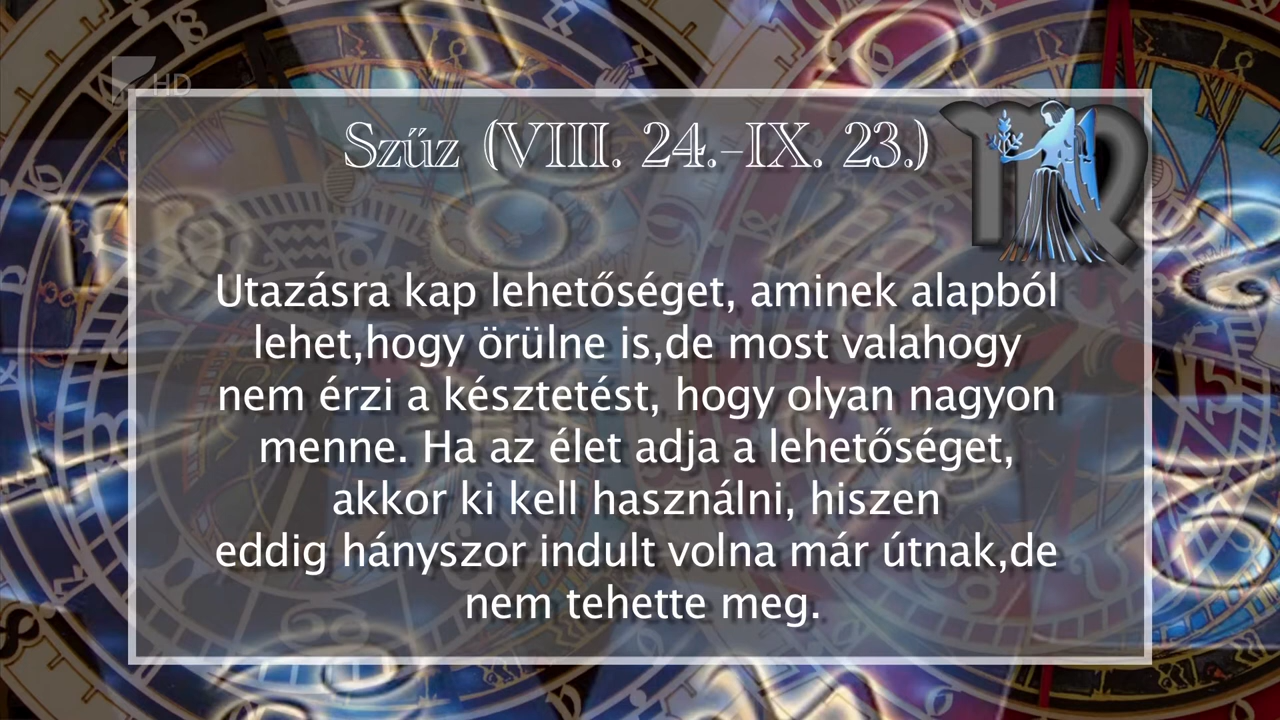 HD
Szűz (VIII. 24.-IX. 23.)
Utazásra kap lehetőséget, aminek alapból
lehet,hogy örülne is,de most valahogy
nem érzi a késztetést, hogy olyan nagyon
menne. Ha az élet adja a lehetőséget,
akkor ki kell használni, hiszen
eddig hányszor indult volna már útnak,de
nem tehette meg.